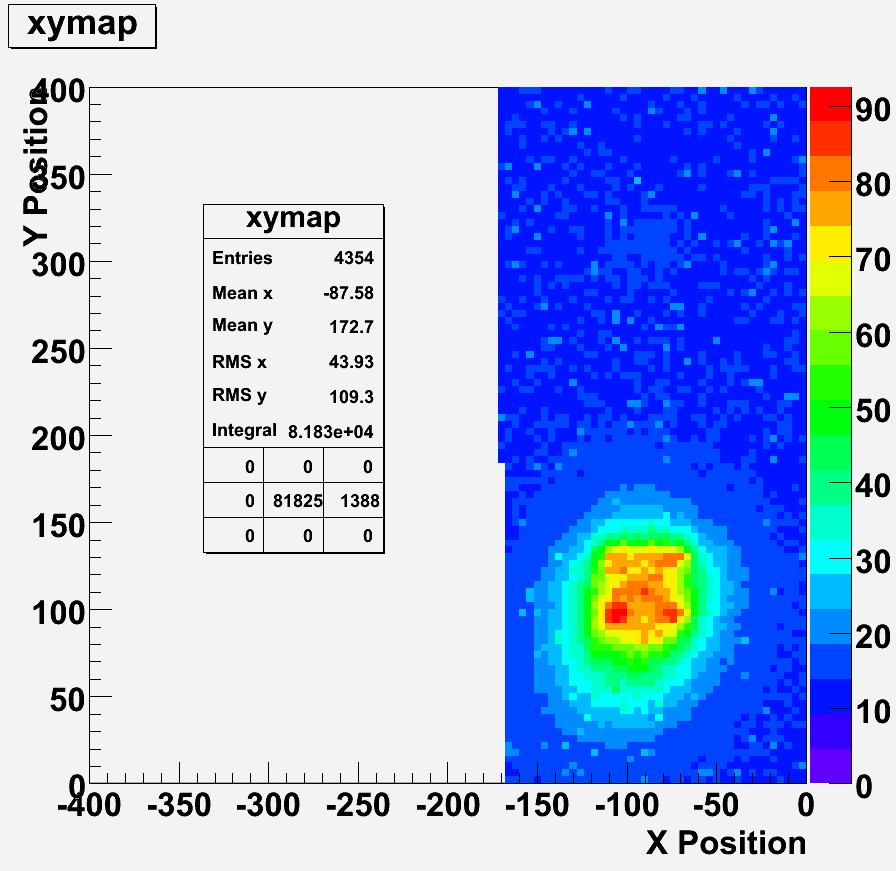 xymap
Y Position
400
350
300
250
200
150
100
50
0
xymap
Entries 4354
Mean x -87.58
Mean y 172.7
RMS x 43.93
RMS y 109.3
Integral 8.183e+04
0 0 0
0 81825 1388
0 0 0
90
80
70
60
50
40
30
20
10
0
-400 -350 -300 -250 -200 -150 -100 -50 0
X Position